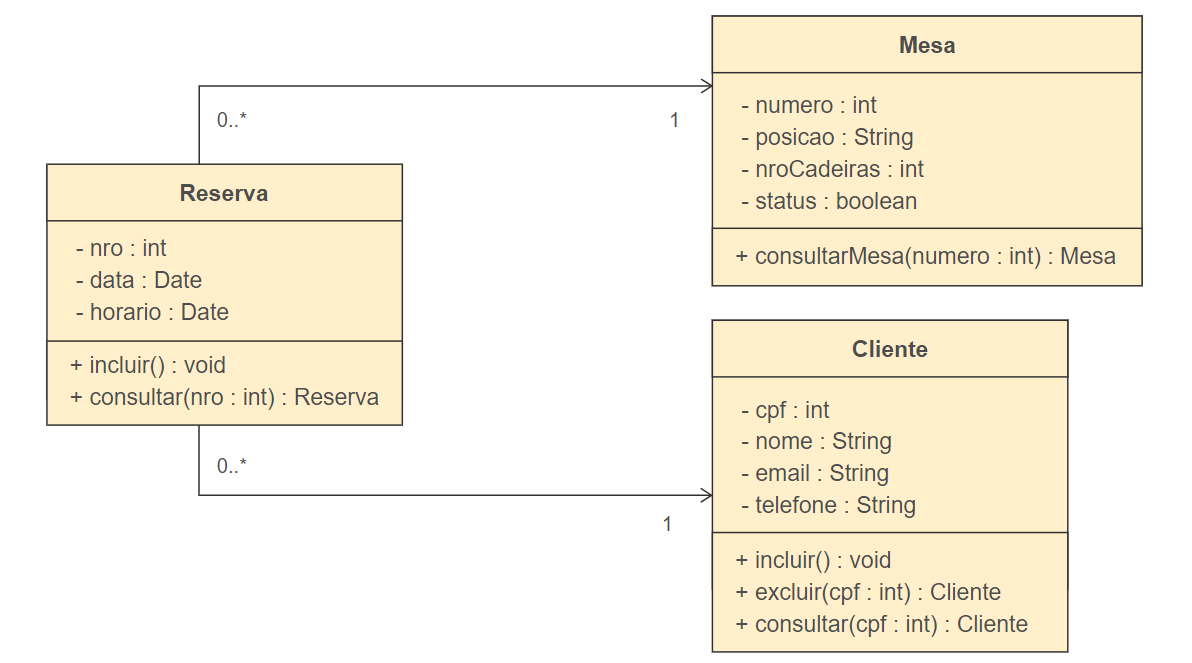 Mesa
- numero : int
- posicao : String
- nroCadeiras : int
- status : boolean
+ consultarMesa(numero : int) : Mesa
0..*
1
Reserva
- nro : int
- data : Date
- horario : Date
+ incluir() : void
+ consultar(nro : int) : Reserva
0..*
1
Cliente
- cpf : int
- nome : String
- email : String
- telefone : String
+ incluir() : void
+ excluir(cpf : int) : Cliente
+ consultar(cpf : int) : Cliente